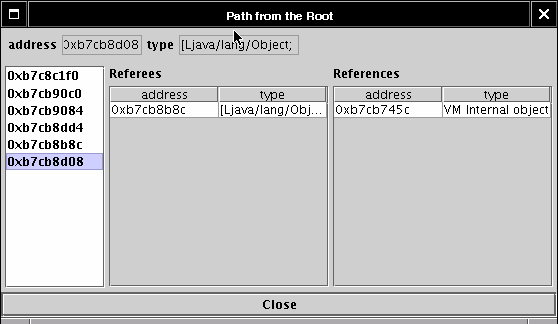 Path from the Root
address 0xb7cb8d08 type [Ljava/lang/Object;
0xb7c8c1f0
0xb7cb90c0
0xb7cb9084
0xb7cb8dd4
0xb7cb8b8c
0xb7cb8d08
Referees
address type
0xb7cb8b8c [Ljava/lang/Obj...
References
address type
0xb7cb745c VM Internal object
Close